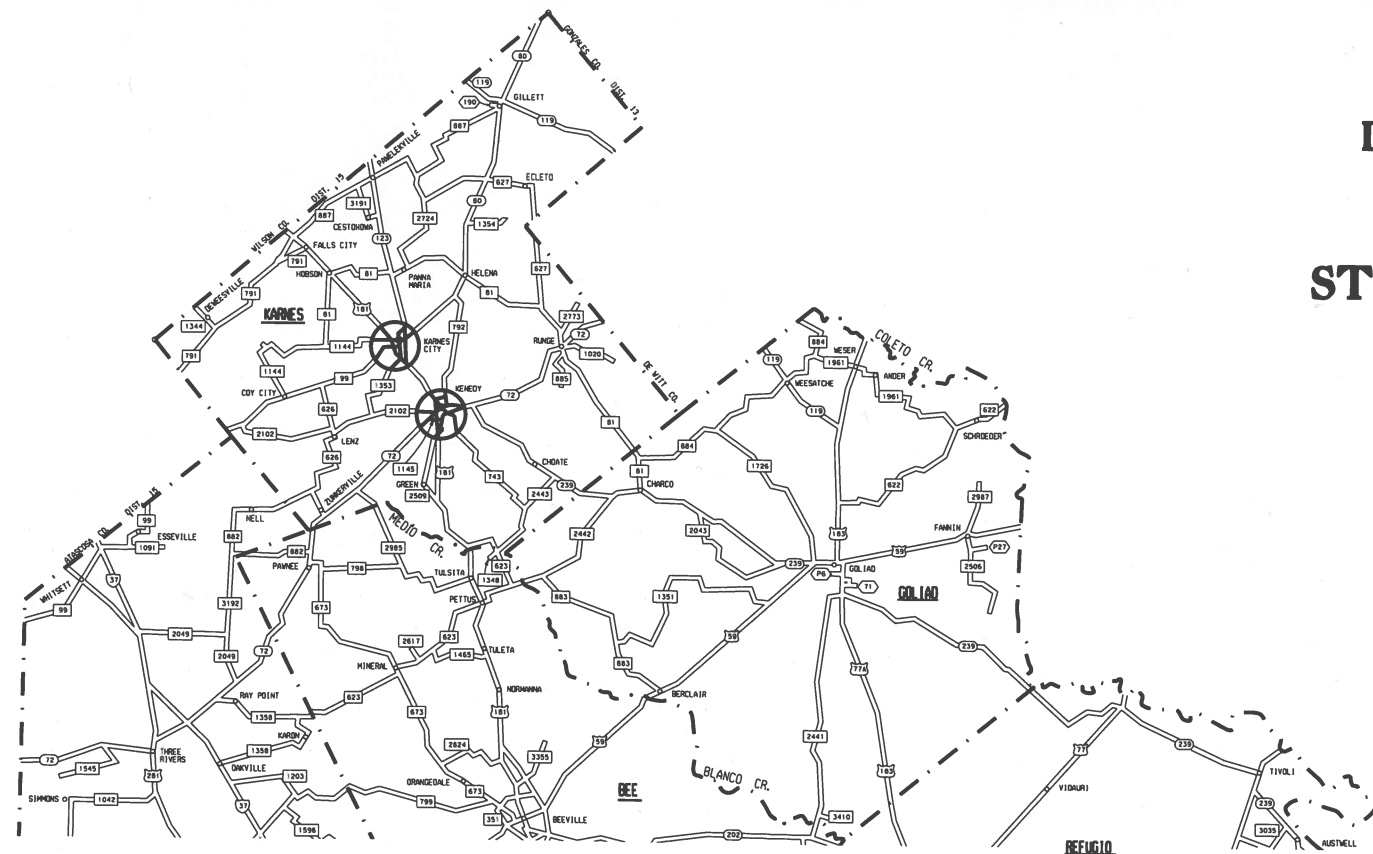 GONZALES CO.
DIST. 13
80
119
190
GILLETT
119
887
PAWELEKVILLE
DIST. 15
WILSON CO.
627
ECLETO
80
3191
887
CESTOHOWA
2724
1354
123
FALLS CITY
791
HOBSON
81
PANNA
MARIA
HELENA
627
DEWEESVILLE
791
81
181
81
2773
1344
KARNES
792
72
RUNGE
1020
791
1144
KARNES
CITY
885
DE WITT CO.
1144
99
1353
KENEDY
72
COY CITY
626
2102
2102
LENZ
626
72
1145
181
743
CHOATE
81
884
GREEN
2509
2443
239
81
CHARCO
ZUNKERVILLE
884
WESER
COLETO CR.
119
1961
ANDER
WEESATCHE
1961
119
622
SCHROEDER
1726
622
2987
FANNIN
183
59
P27
2506
2043
239
GOLIAD
P6
71
GOLIAD
DIST. 15
99
ATASCOSA CO.
ESSEVILLE
1091
NELL
882
882
MEDIO CR.
2985
2442
37
WHITSETT
99
PAWNEE
798
TULSITA
623
1348
PETTUS
883
1351
3192
673
2049
2049
72
2617
623
1465
TULETA
59
MINERAL
883
239
77A
RAY POINT
623
NORMANNA
BERCLAIR
1358
673
181
KARON
1358
2824
3355
59
2441
THREE
RIVERS
72
1545
281
OAKVILLE
1203
ORANGEDALE
673
BLANCO CR.
183
77
239
TIVOLI
SIMMONS
1042
37
799
351
BEE
BEEVILLE
VIDAURI
239
1596
202
3410
REFUGIO
3035
AUSTWELL
ST